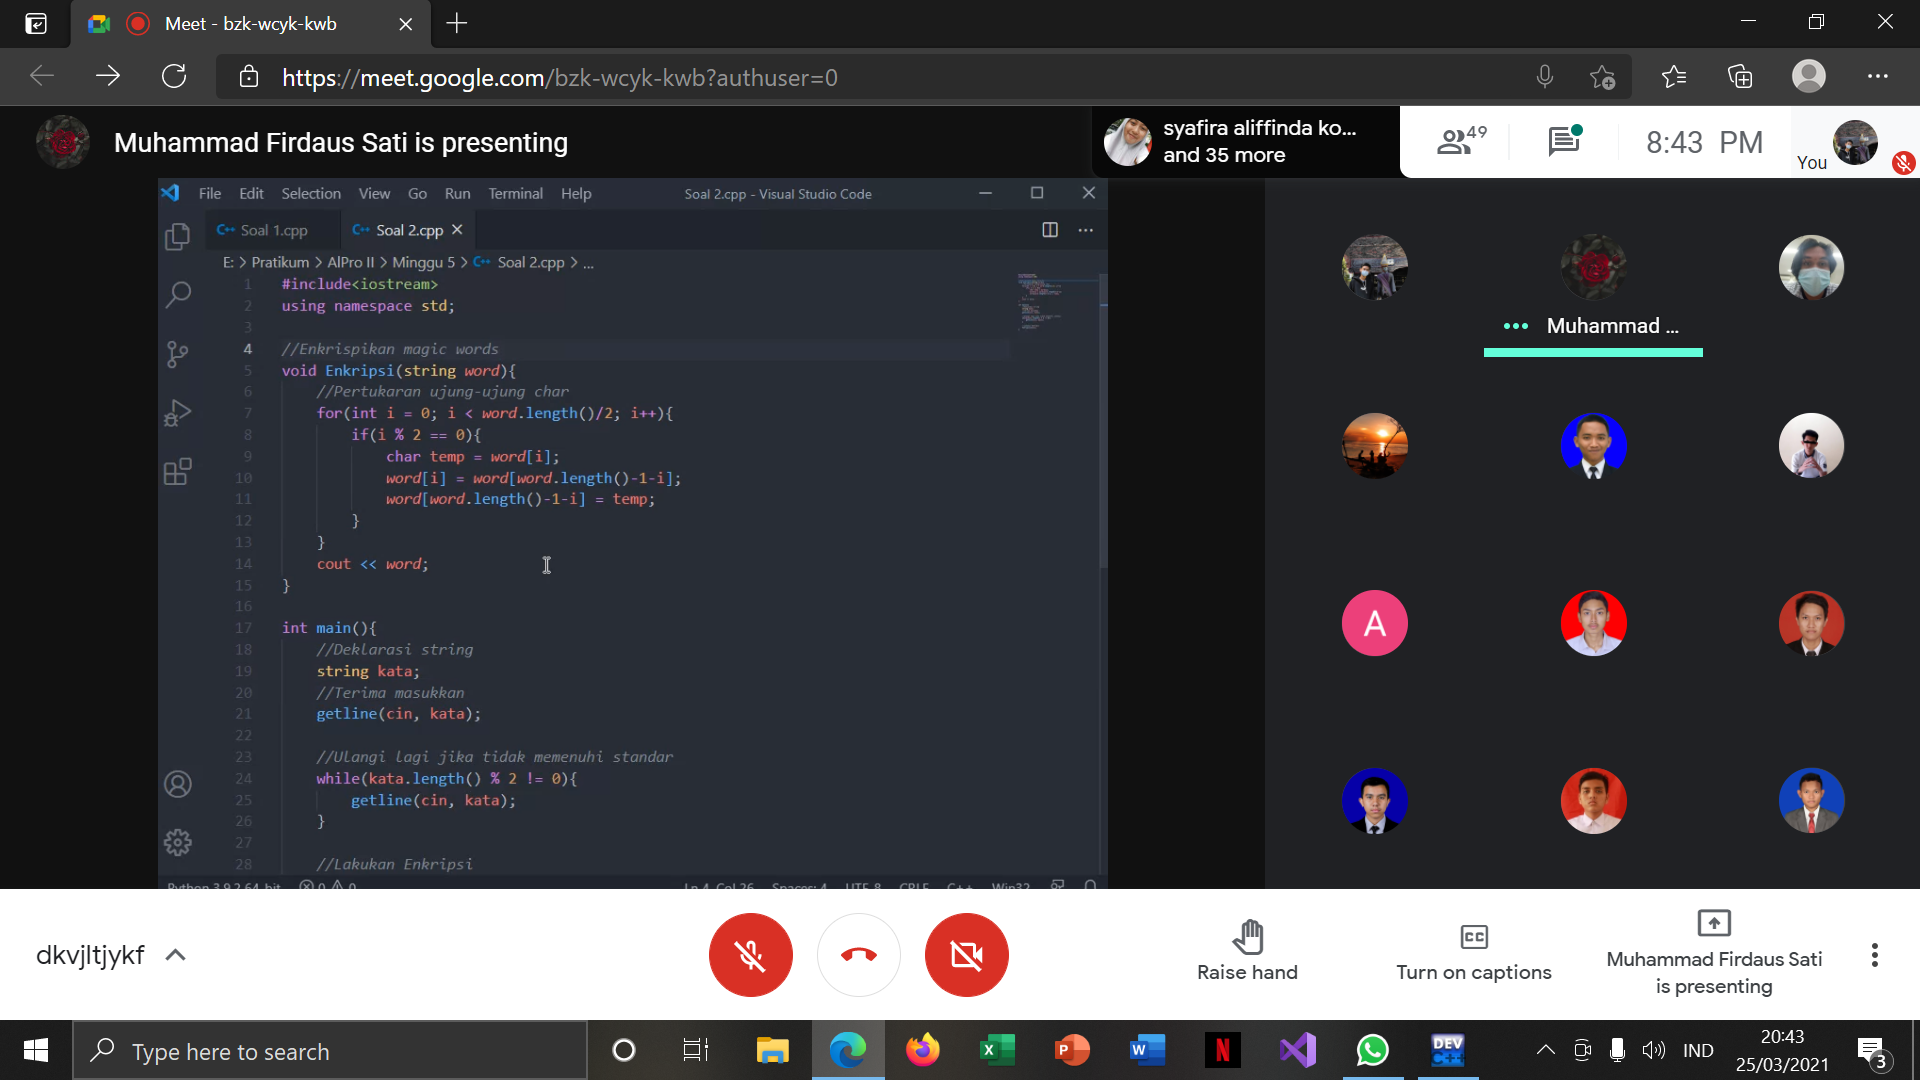 Meet - bzk-wcyk-kwb
https://meet.google.com/bzk-wcyk-kwb?authuser=0
Muhammad Firdaus Sati is presenting
syafira aliffinda ko...
and 35 more
49
8:43 PM
You
File Edit Selection View Go Run Terminal Help
Soal 2.cpp - Visual Studio Code
Soal 1.cpp
Soal 2.cpp
E: > Pratikum > AlPro II > Minggu 5 > Soal 2.cpp > ...
1 #include<iostream>
2 using namespace std;
3
4 //Enkrispikan magic words
5 void Enkripsi(string word){
6 //Pertukaran ujung-ujung char
7 for(int i = 0; i < word.length()/2; i++){
8 if(i % 2 == 0){
9 char temp = word[i];
10 word[i] = word[word.length()-1-i];
11 word[word.length()-1-i] = temp;
12 }
13 }
14 cout << word;
15 }
16
17 int main(){
18 //Deklarasi string
19 string kata;
20 //Terima masukkan
21 getline(cin, kata);
22
23 //Ulangi lagi jika tidak memenuhi standar
24 while(kata.length() % 2 != 0){
25 getline(cin, kata);
26 }
27
28 //Lakukan Enkripsi
Python 3.9.2 64-bit 0 0
Ln 4, Col 26 Spaces: 4 UTF-8 CRLF C++ Win32
Muhammad ...
A
dkvjltjykf
Raise hand
Turn on captions
Muhammad Firdaus Sati
is presenting
Type here to search
X
P
W
N
DEV
C++
IND
20:43
25/03/2021
3